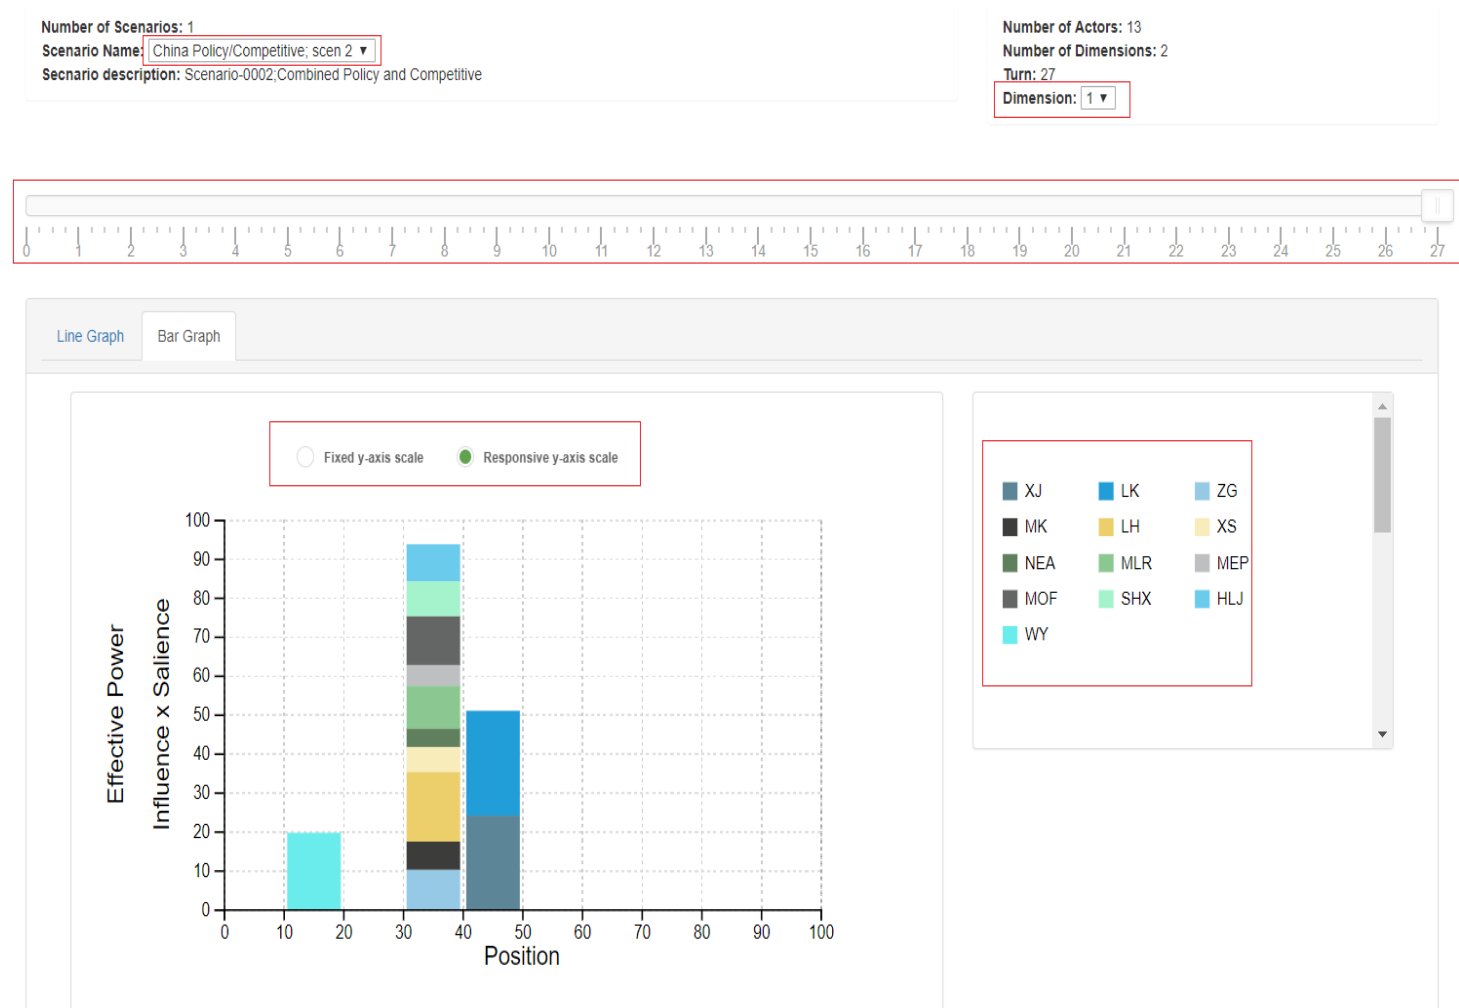 Number of Scenarios: 1
Scenario Name: China Policy/Competitive; scen 2 ▼
Secnario description: Scenario-0002;Combined Policy and Competitive
Number of Actors: 13
Number of Dimensions: 2
Turn: 27
Dimension: 1 ▼
0 1 2 3 4 5 6 7 8 9 10 11 12 13 14 15 16 17 18 19 20 21 22 23 24 25 26 27
Line Graph Bar Graph
Fixed y-axis scale Responsive y-axis scale
Effective Power
Influence x Salience
100
90
80
70
60
50
40
30
20
10
0
0 10 20 30 40 50 60 70 80 90 100
Position
XJ LK ZG
MK LH XS
NEA MLR MEP
MOF SHX HLJ
WY